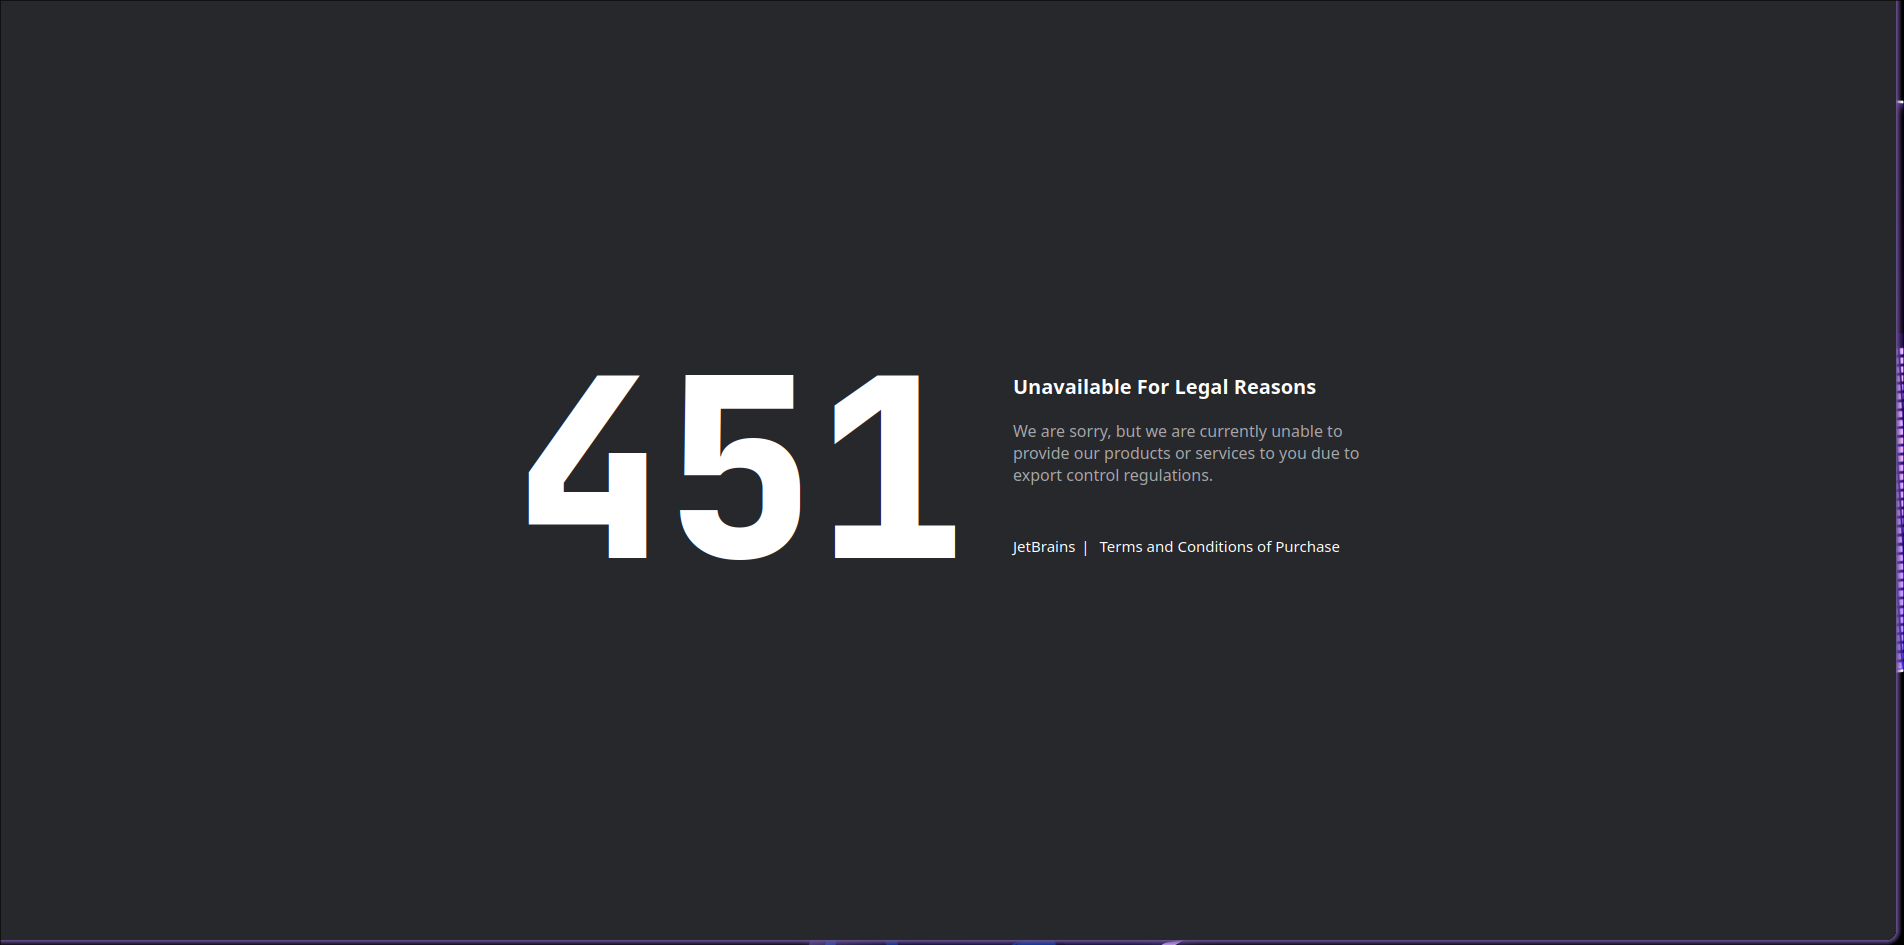 451
Unavailable For Legal Reasons
We are sorry, but we are currently unable to
provide our products or services to you due to
export control regulations.
JetBrains | Terms and Conditions of Purchase